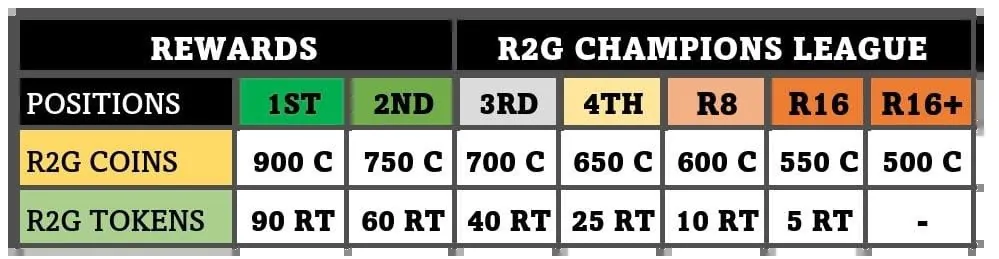 REWARDS R2G CHAMPIONS LEAGUE
POSITIONS 1ST 2ND 3RD 4TH R8 R16 R16+
R2G COINS 900 C 750 C 700 C 650 C 600 C 550 C 500 C
R2G TOKENS 90 RT 60 RT 40 RT 25 RT 10 RT 5 RT -